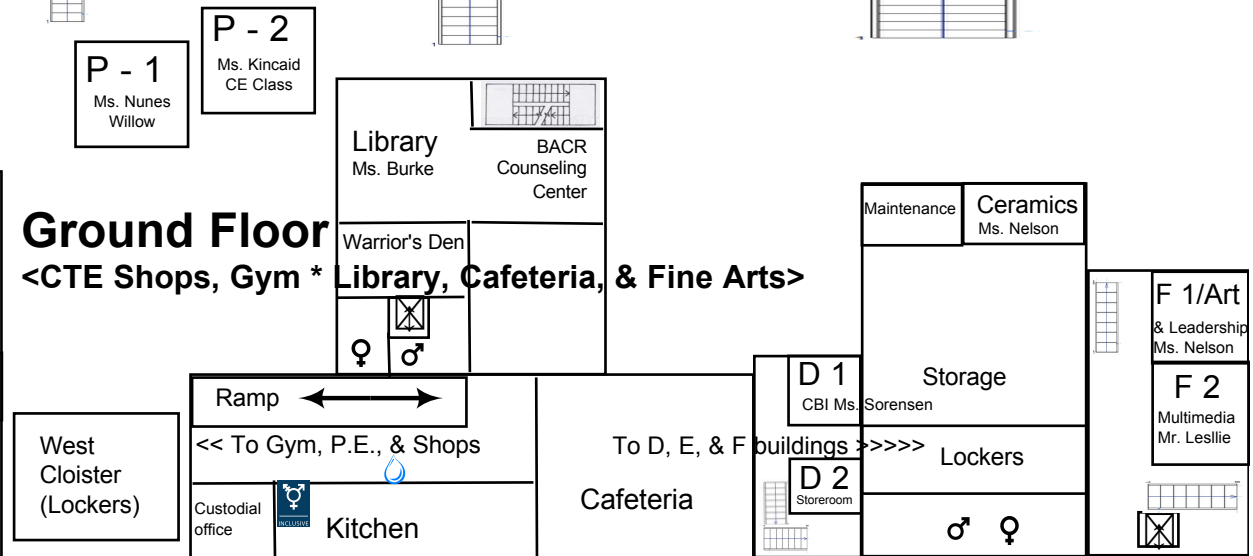 P - 1
Ms. Nunes
Willow
P - 2
Ms. Kincaid
CE Class
Library
Ms. Burke
BACR
Counseling
Center
Ground Floor
<CTE Shops, Gym * Library, Cafeteria, & Fine Arts>
Warrior's Den
Maintenance
Ceramics
Ms. Nelson
F 1/Art
& Leadership
Ms. Nelson
Ramp
D 1
CBI Ms. Sorensen
Storage
F 2
Multimedia
Mr. Lesllie
West
Cloister
(Lockers)
<< To Gym, P.E., & Shops
To D, E, & F buildings >>>>>
Lockers
D 2
Storeroom
Custodial
office
INCLUSIVE
Kitchen
Cafeteria